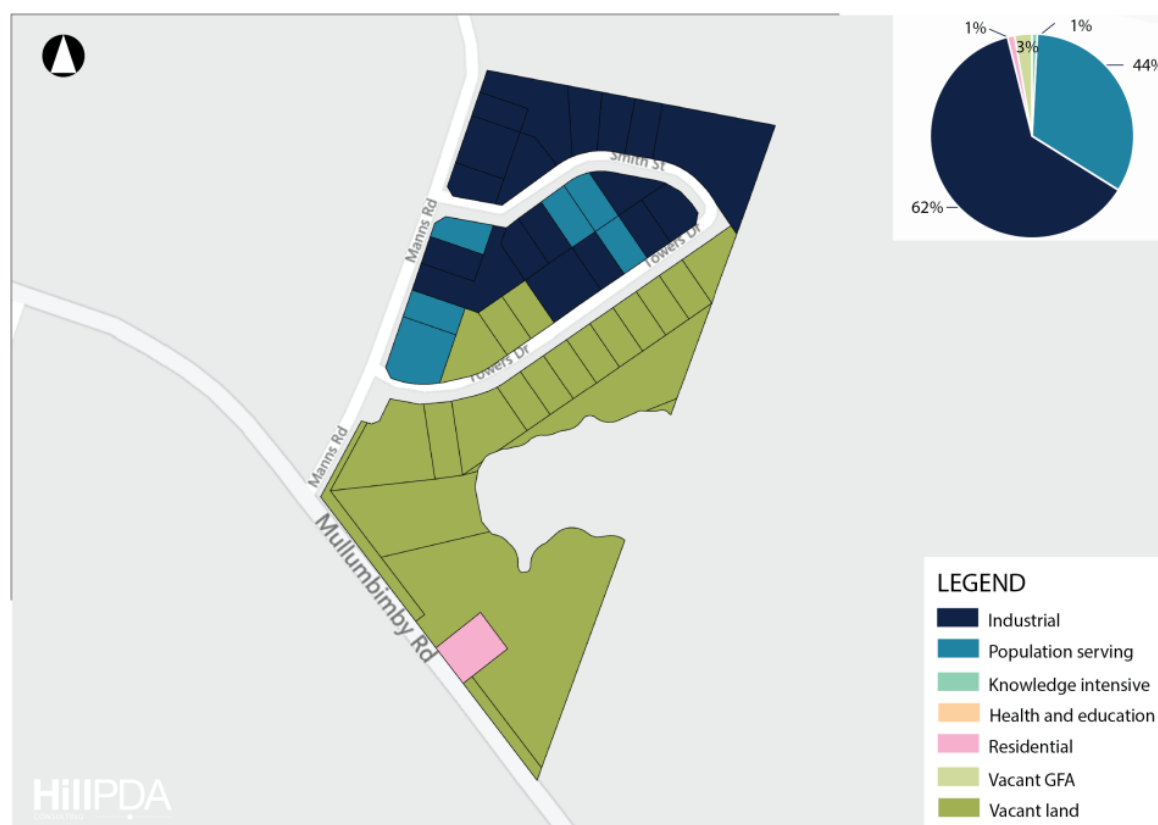 1%
1%
3%
44%
62%
Smith St
Manns Rd
Towers Dr
Towers Dr
Manns Rd
Mullumbimby Rd
LEGEND
Industrial
Population serving
Knowledge intensive
Health and education
Residential
Vacant GFA
Vacant land
HillPDA
CONSULTING